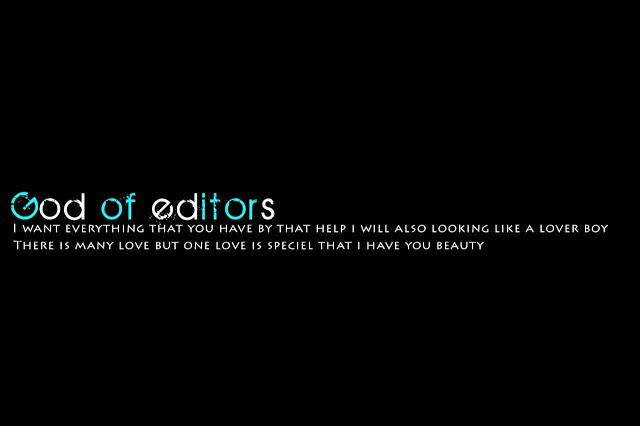 God of editors
I want everything that you have by that help i will also looking like a lover boy
There is many love but one love is speciel that i have you beauty